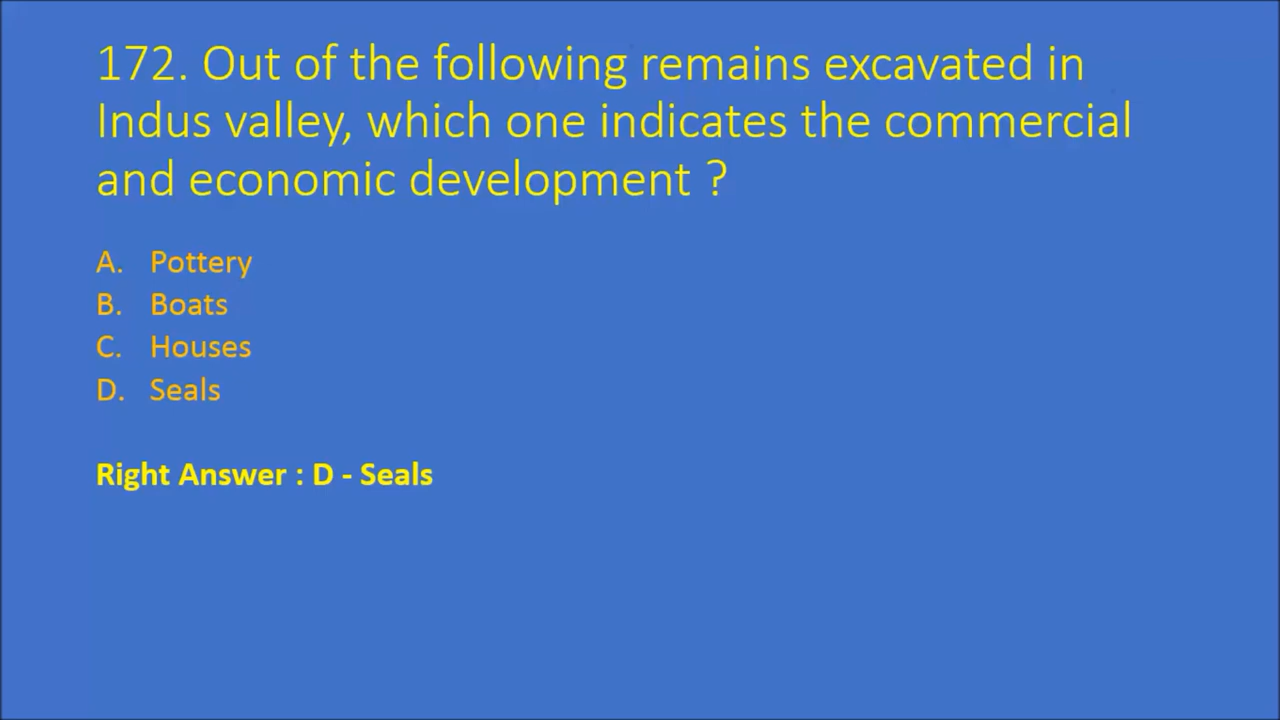 172. Out of the following remains excavated in
Indus valley, which one indicates the commercial
and economic development ?
A. Pottery
B. Boats
C. Houses
D. Seals
Right Answer : D - Seals